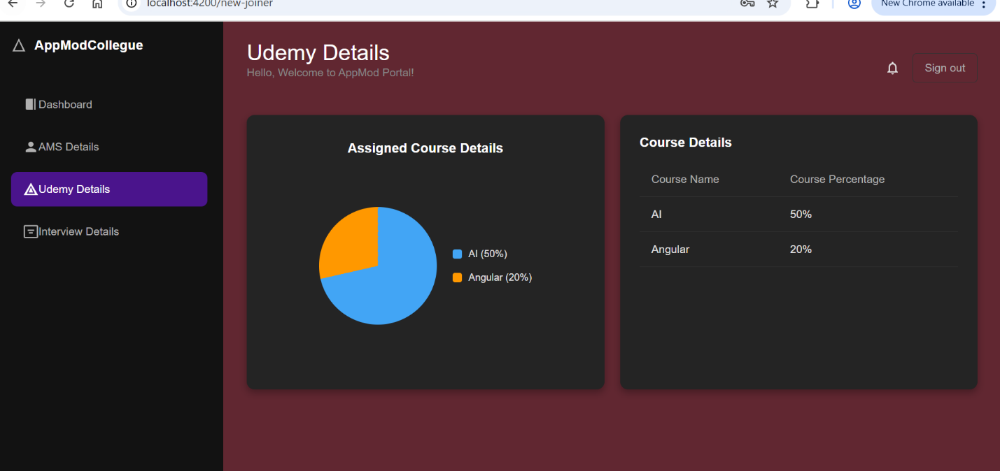 localhost:4200/new-joiner
New Chrome available
AppModCollegue
Dashboard
AMS Details
Udemy Details
Interview Details
Udemy Details
Hello, Welcome to AppMod Portal!
Sign out
Assigned Course Details
AI (50%)
Angular (20%)
Course Details
Course Name Course Percentage
AI 50%
Angular 20%